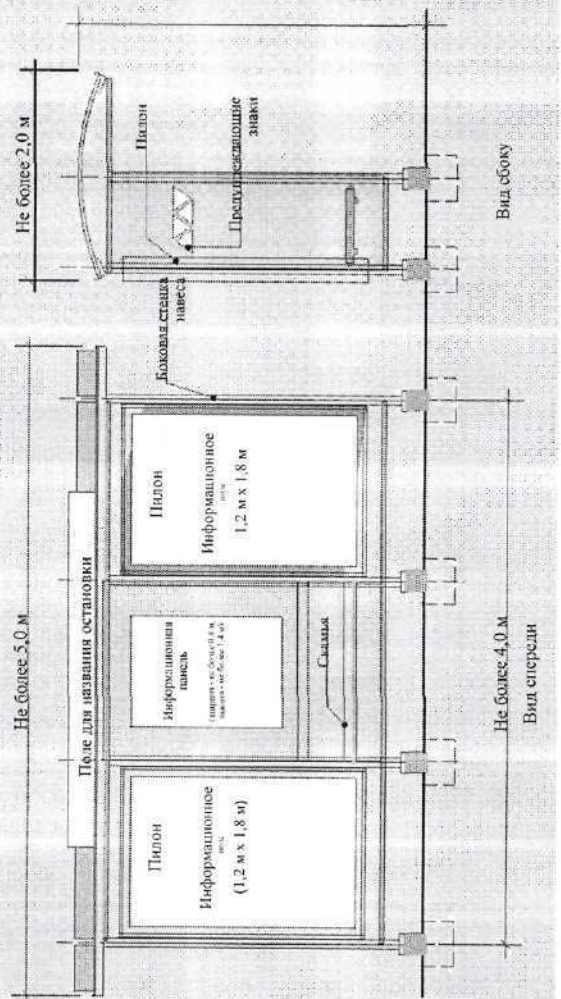 Не более 5,0 м
Поле для названия остановки
Пилон
Информационное
поле
(1,2 м х 1,8 м)
Информационная
панель
Скамья
Пилон
Информационное
поле
1,2 м х 1,8 м
Боковая стенка
навеса
Не более 4,0 м
Вид спереди
Не более 2,0 м
Пилон
Предупреждающие
знаки
Вид сбоку